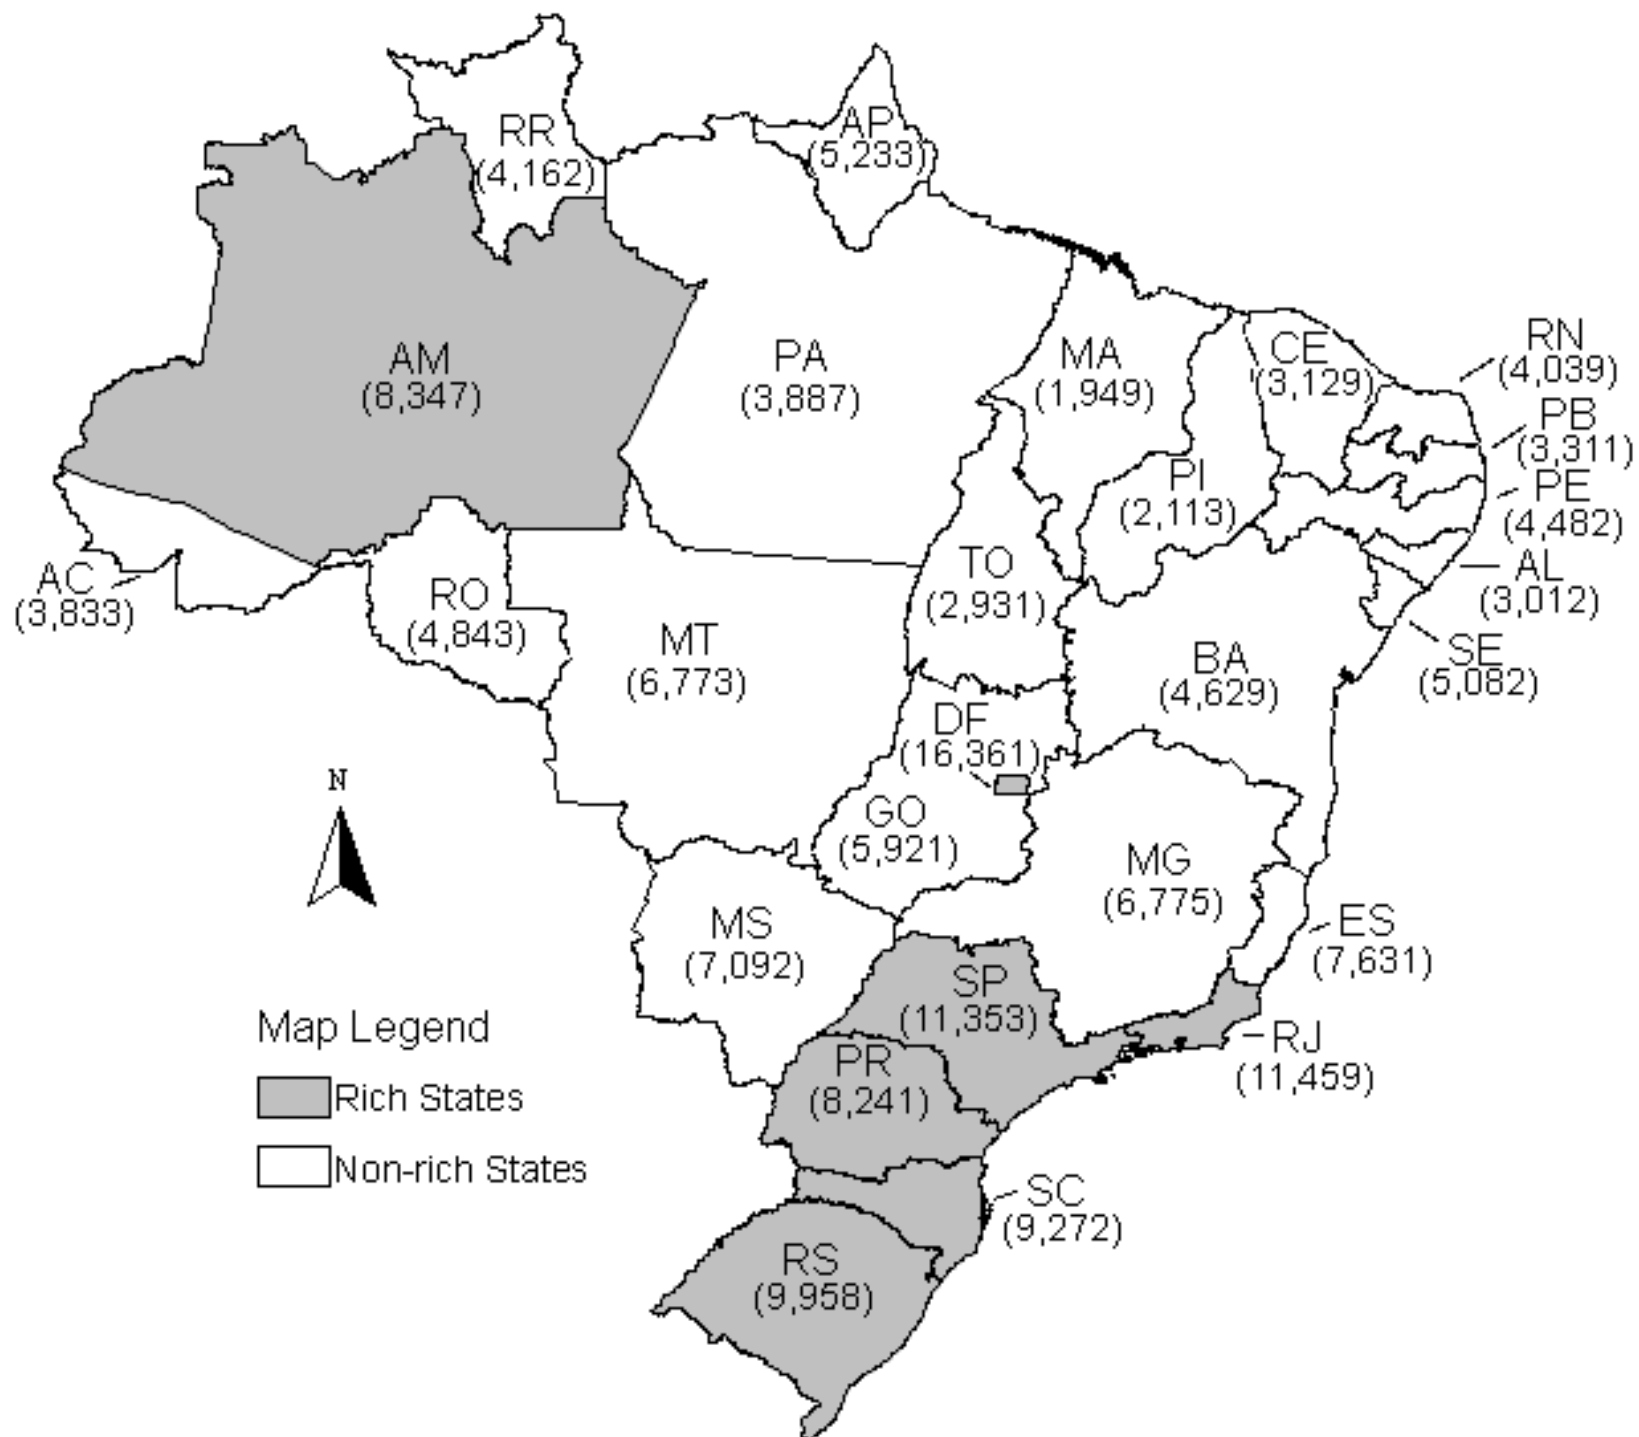 RR
(4,162)
AP
(5,233)
AM
(8,347)
PA
(3,887)
MA
(1,949)
CE
(3,129)
RN
(4,039)
PB
(3,311)
PI
(2,113)
PE
(4,482)
AC
(3,833)
RO
(4,843)
TO
(2,931)
AL
(3,012)
MT
(6,773)
BA
(4,629)
SE
(5,082)
DF
(16,361)
N
GO
(5,921)
MG
(6,775)
MS
(7,092)
ES
(7,631)
SP
(11,353)
RJ
(11,459)
PR
(8,241)
SC
(9,272)
RS
(9,958)
Map Legend
Rich States
Non-rich States